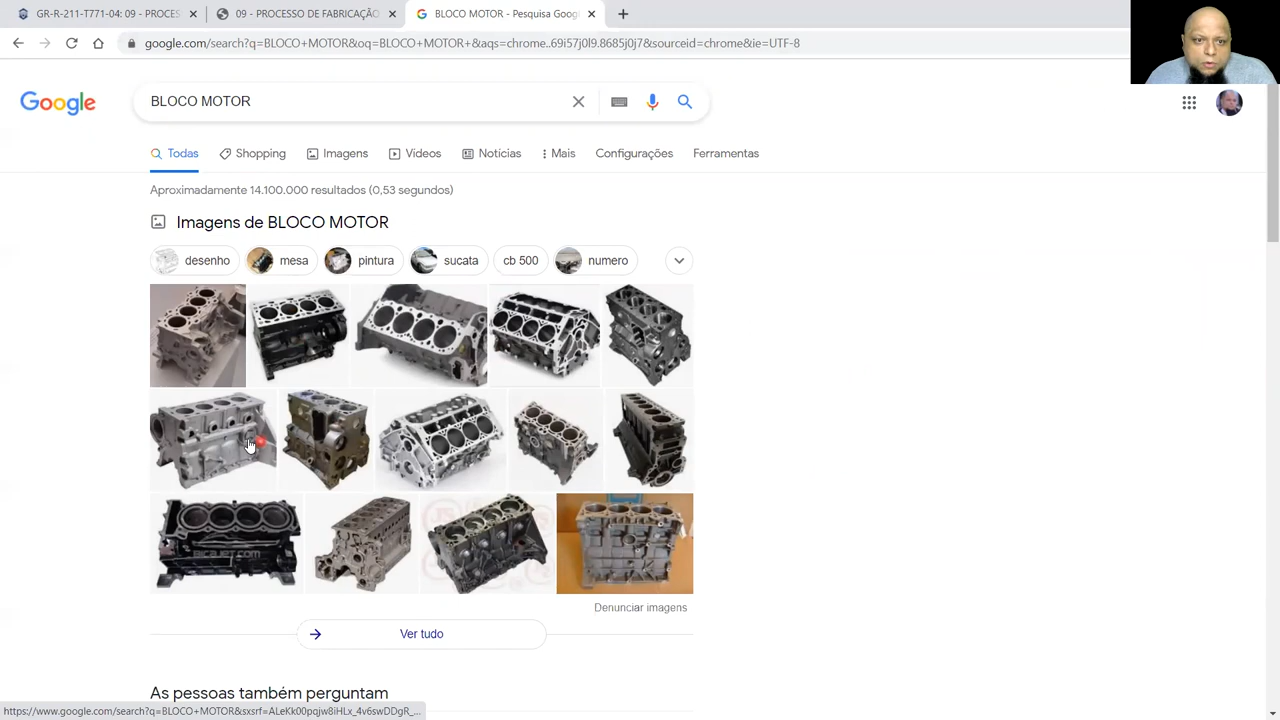 GR-R-211-T771-04: 09 - PROCES
09 - PROCESSO DE FABRICAÇÃO
BLOCO MOTOR - Pesquisa Goog
google.com/search?q=BLOCO+MOTOR&oq=BLOCO+MOTOR+&aqs=chrome..69i57j0l9.8685j0j7&sourceid=chrome&ie=UTF-8
Google
BLOCO MOTOR
Todas
Shopping
Imagens
Vídeos
Notícias
Mais
Configurações
Ferramentas
Aproximadamente 14.100.000 resultados (0,53 segundos)
Imagens de BLOCO MOTOR
desenho
mesa
pintura
sucata
cb 500
numero
Denunciar imagens
Ver tudo
As pessoas também perguntam